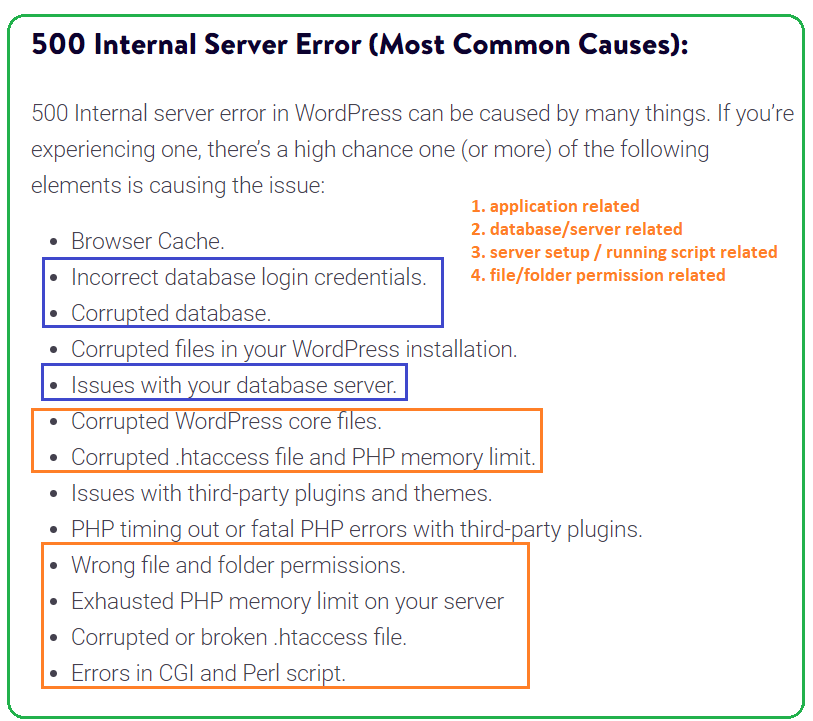 500 Internal Server Error (Most Common Causes):
500 Internal server error in WordPress can be caused by many things. If you’re
experiencing one, there’s a high chance one (or more) of the following
elements is causing the issue:
1. application related
2. database/server related
3. server setup / running script related
4. file/folder permission related
• Browser Cache.
• Incorrect database login credentials.
• Corrupted database.
• Corrupted files in your WordPress installation.
• Issues with your database server.
• Corrupted WordPress core files.
• Corrupted .htaccess file and PHP memory limit.
• Issues with third-party plugins and themes.
• PHP timing out or fatal PHP errors with third-party plugins.
• Wrong file and folder permissions.
• Exhausted PHP memory limit on your server
• Corrupted or broken .htaccess file.
• Errors in CGI and Perl script.